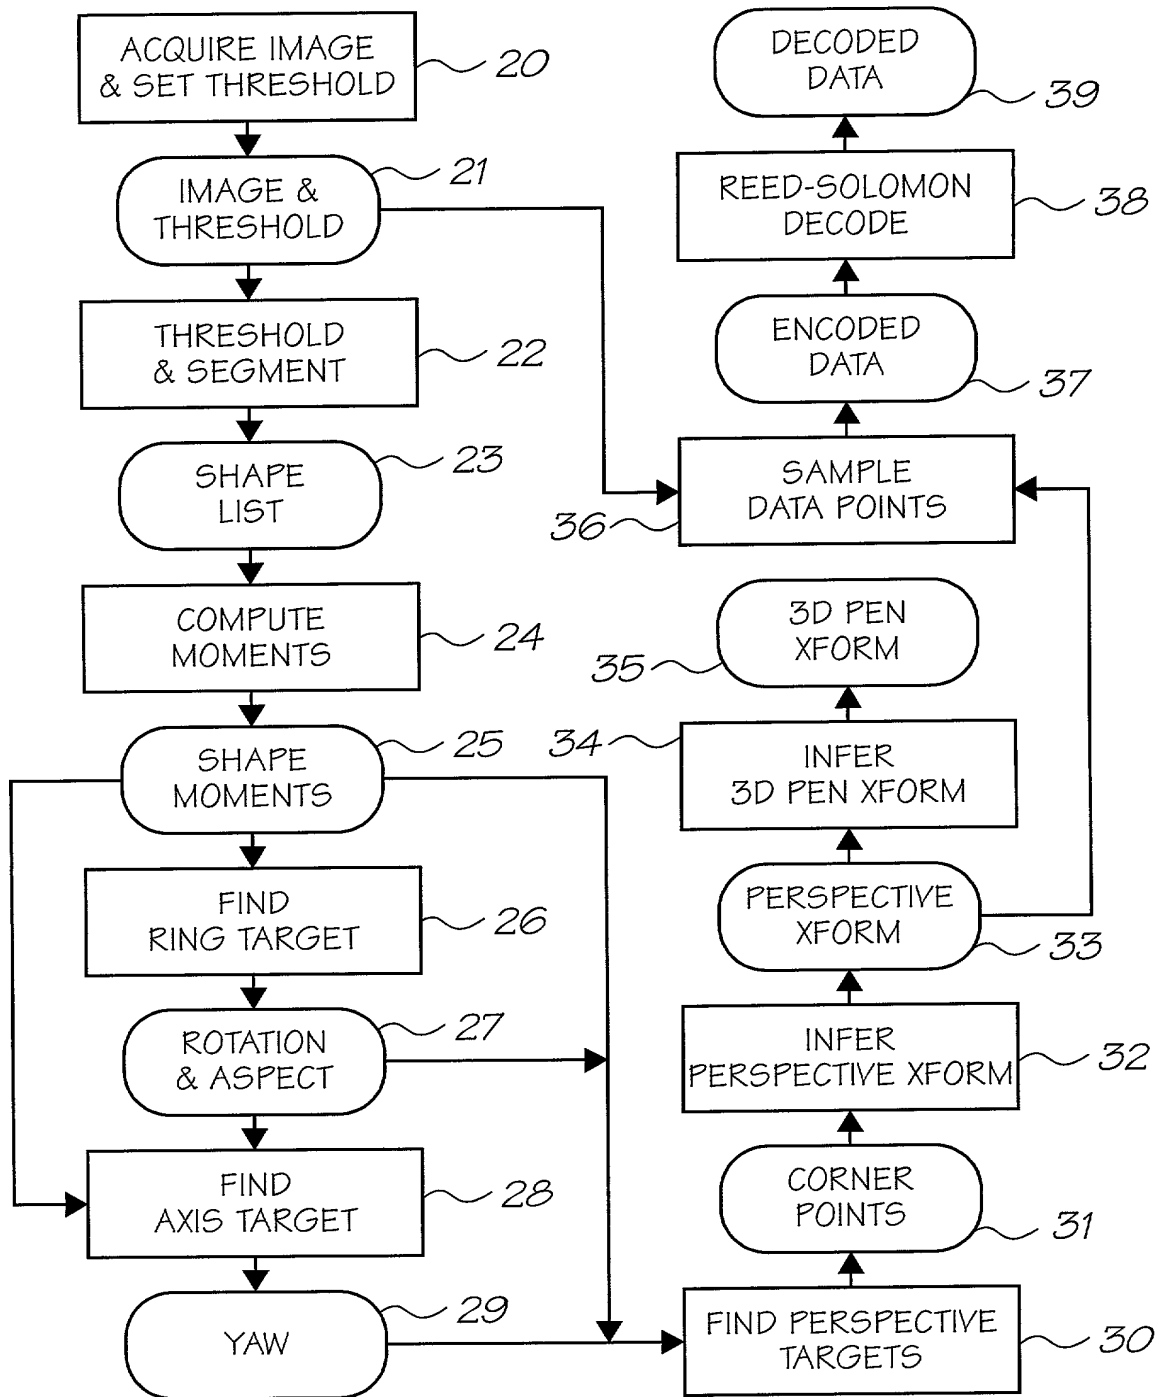 ACQUIRE IMAGE
& SET THRESHOLD
20
IMAGE &
THRESHOLD
21
THRESHOLD
& SEGMENT
22
SHAPE
LIST
23
COMPUTE
MOMENTS
24
SHAPE
MOMENTS
25
FIND
RING TARGET
26
ROTATION
& ASPECT
27
FIND
AXIS TARGET
28
YAW
29
DECODED
DATA
39
REED-SOLOMON
DECODE
38
ENCODED
DATA
37
SAMPLE
DATA POINTS
36
3D PEN
XFORM
35
INFER
3D PEN XFORM
34
PERSPECTIVE
XFORM
33
INFER
PERSPECTIVE XFORM
32
CORNER
POINTS
31
FIND PERSPECTIVE
TARGETS
30